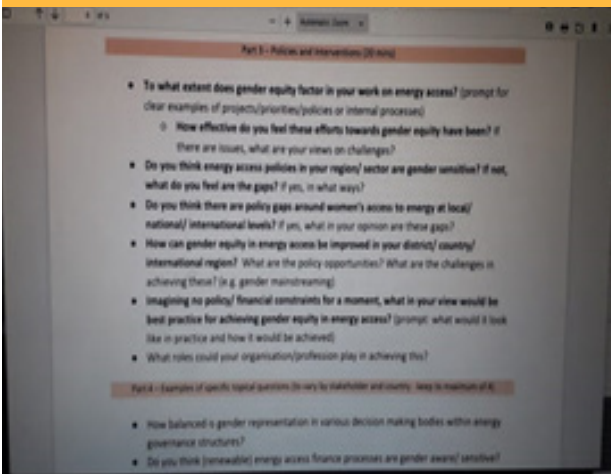 Automatic Zoom
Part 3 – Policies and Interventions (20 mins)
• To what extent does gender equity factor in your work on energy access? (prompt for
clear examples of projects/priorities/policies or internal processes)
o How effective do you feel these efforts towards gender equity have been? If
there are issues, what are your views on challenges?
• Do you think energy access policies in your region/ sector are gender sensitive? If not,
what do you feel are the gaps? If yes, in what ways?
• Do you think there are policy gaps around women's access to energy at local/
national/ international levels? If yes, what in your opinion are these gaps?
• How can gender equity in energy access be improved in your district/ country/
international region? What are the policy opportunities? What are the challenges in
achieving these? (e.g. gender mainstreaming)
• Imagining no policy/ financial constraints for a moment, what in your view would be
best practice for achieving gender equity in energy access? (prompt: what would it look
like in practice and how it would be achieved)
• What roles could your organisation/profession play in achieving this?
Part 4 – Examples of specific topical questions (to vary by stakeholder and country - keep to maximum of 4)
• How balanced is gender representation in various decision making bodies within energy
governance structures?
• Do you think (renewable) energy access finance processes are gender aware/ sensitive?